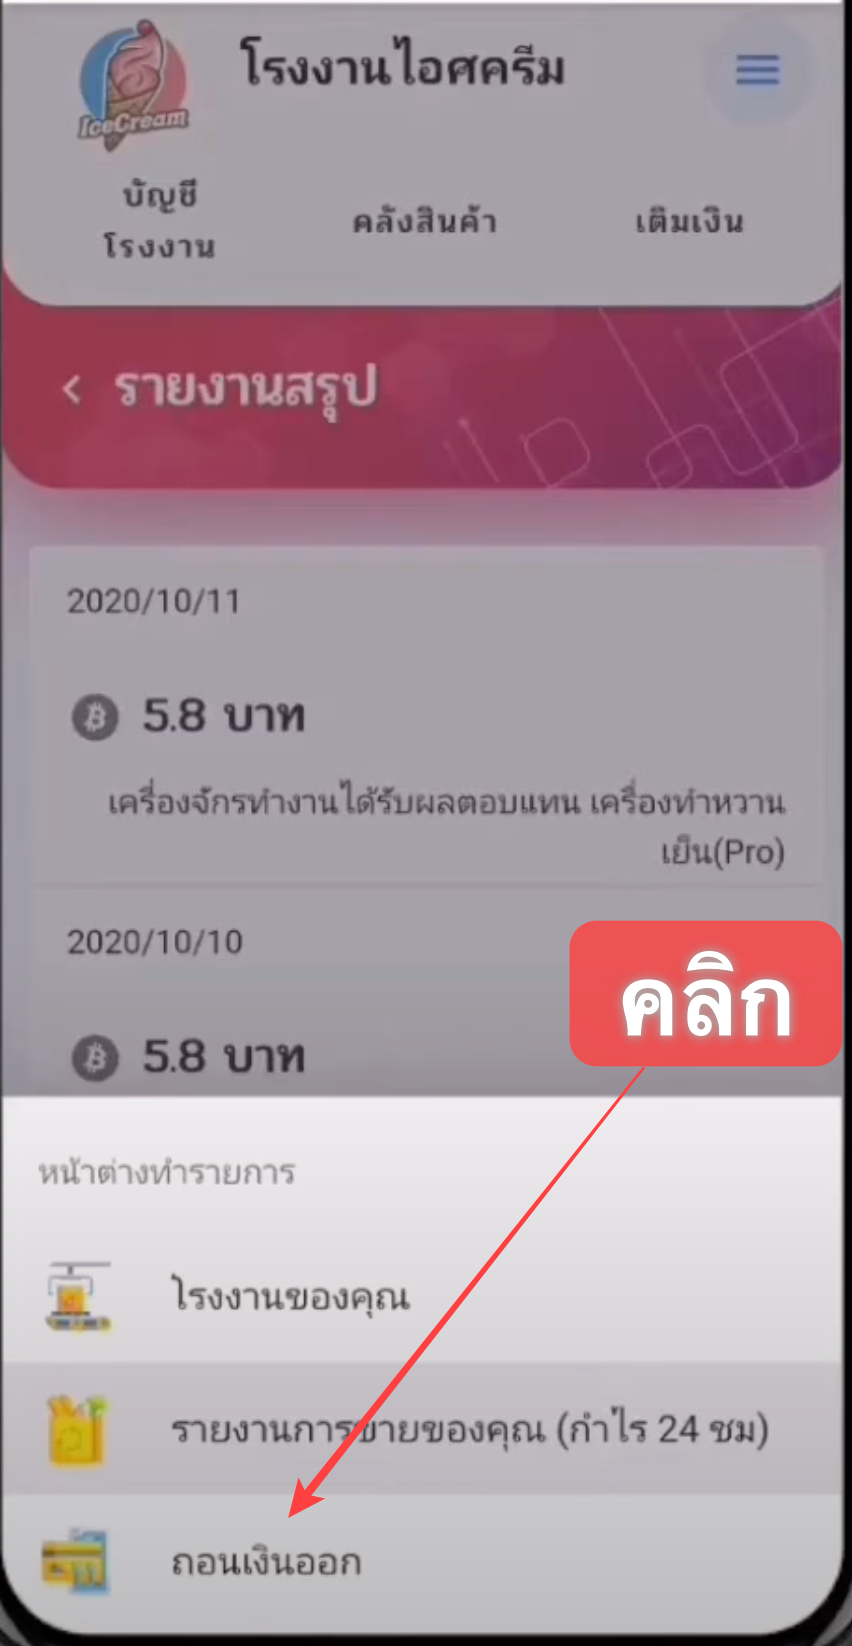 IceCream
โรงงานไอศครีม
บัญชี
โรงงาน
คลังสินค้า
เติมเงิน
รายงานสรุป
2020/10/11
5.8 บาท
เครื่องจักรทำงานได้รับผลตอบแทน เครื่องทำหวาน
เย็น(Pro)
2020/10/10
5.8 บาท
คลิก
หน้าต่างทำรายการ
โรงงานของคุณ
รายงานการขายของคุณ (กำไร 24 ชม)
ถอนเงินออก